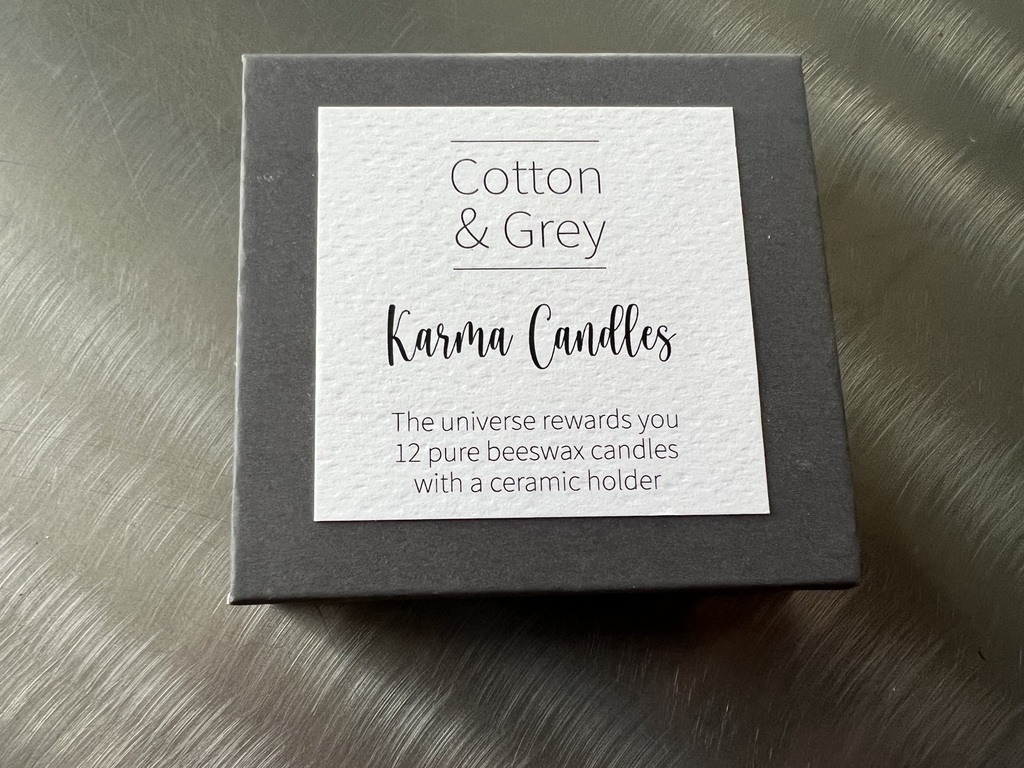 Cotton
& Grey
Karma Candles
The universe rewards you
12 pure beeswax candles
with a ceramic holder